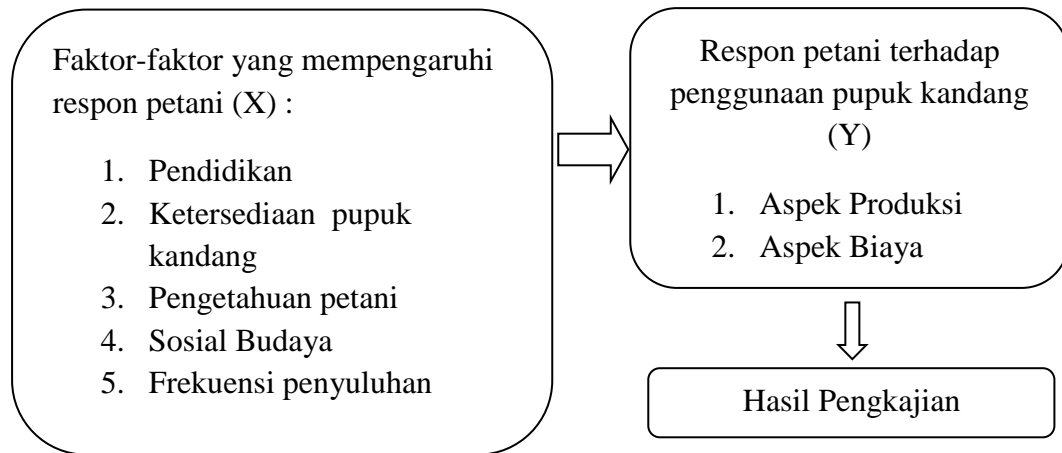 Faktor-faktor yang mempengaruhi
respon petani (X) :
1. Pendidikan
2. Ketersediaan pupuk
kandang
3. Pengetahuan petani
4. Sosial Budaya
5. Frekuensi penyuluhan
Respon petani terhadap
penggunaan pupuk kandang
(Y)
1. Aspek Produksi
2. Aspek Biaya
Hasil Pengkajian